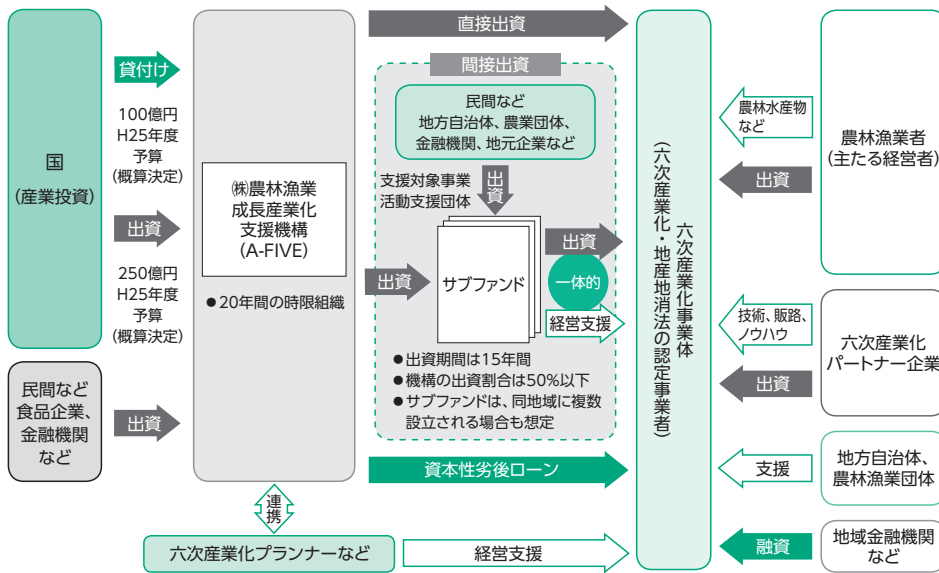 国
(産業投資)
貸付け
100億円
H25年度
予算
(概算決定)
出資
250億円
H25年度
予算
(概算決定)
民間など
食品企業、
金融機関
など
出資
㈱農林漁業
成長産業化
支援機構
(A-FIVE)
●20年間の時限組織
連携
六次産業化プランナーなど
経営支援
直接出資
間接出資
民間など
地方自治体、農業団体、
金融機関、地元企業など
支援対象事業
活動支援団体
出資
出資
サブファンド
出資
一体的
経営支援
●出資期間は15年間
●機構の出資割合は50%以下
●サブファンドは、同地域に複数
設立される場合も想定
資本性劣後ローン
六次産業化事業体
(六次産業化・地産地消法の認定事業者)
農林水産物
など
出資
農林漁業者
(主たる経営者)
技術、販路、
ノウハウ
出資
六次産業化
パートナー企業
支援
地方自治体、
農林漁業団体
融資
地域金融機関
など